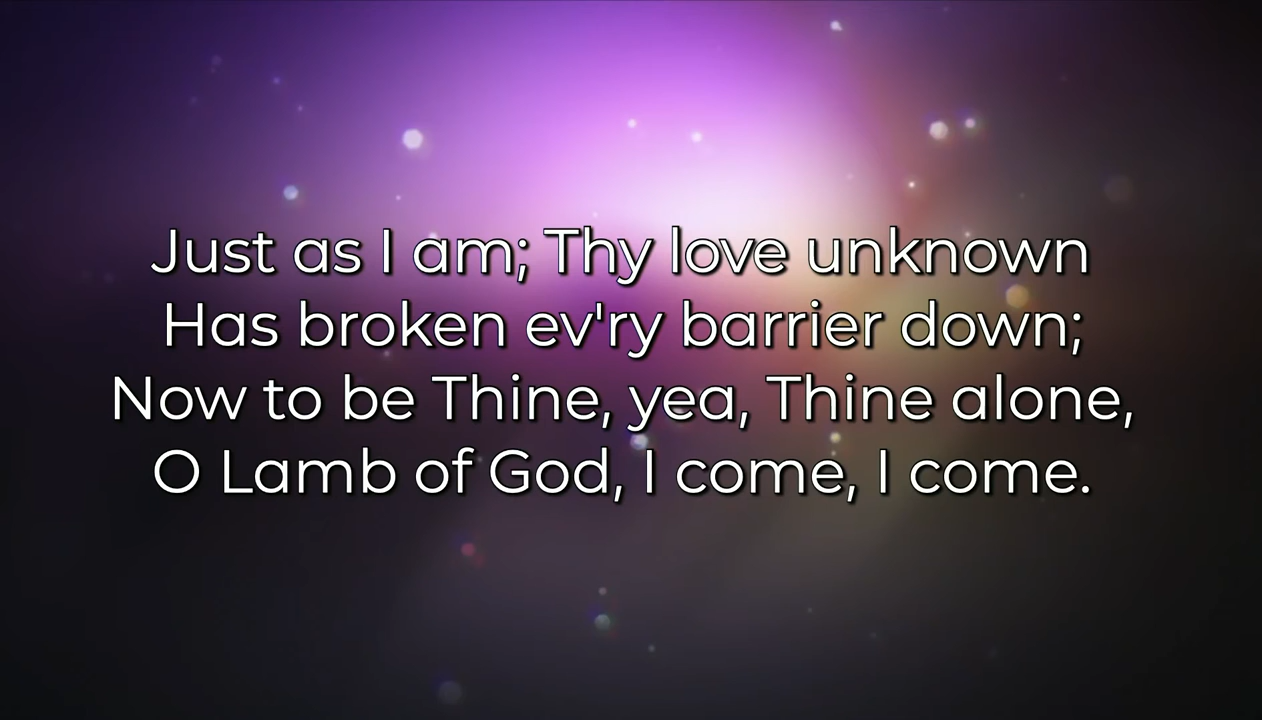 Just as I am; Thy love unknown
Has broken ev'ry barrier down;
Now to be Thine, yea, Thine alone,
O Lamb of God, I come, I come.